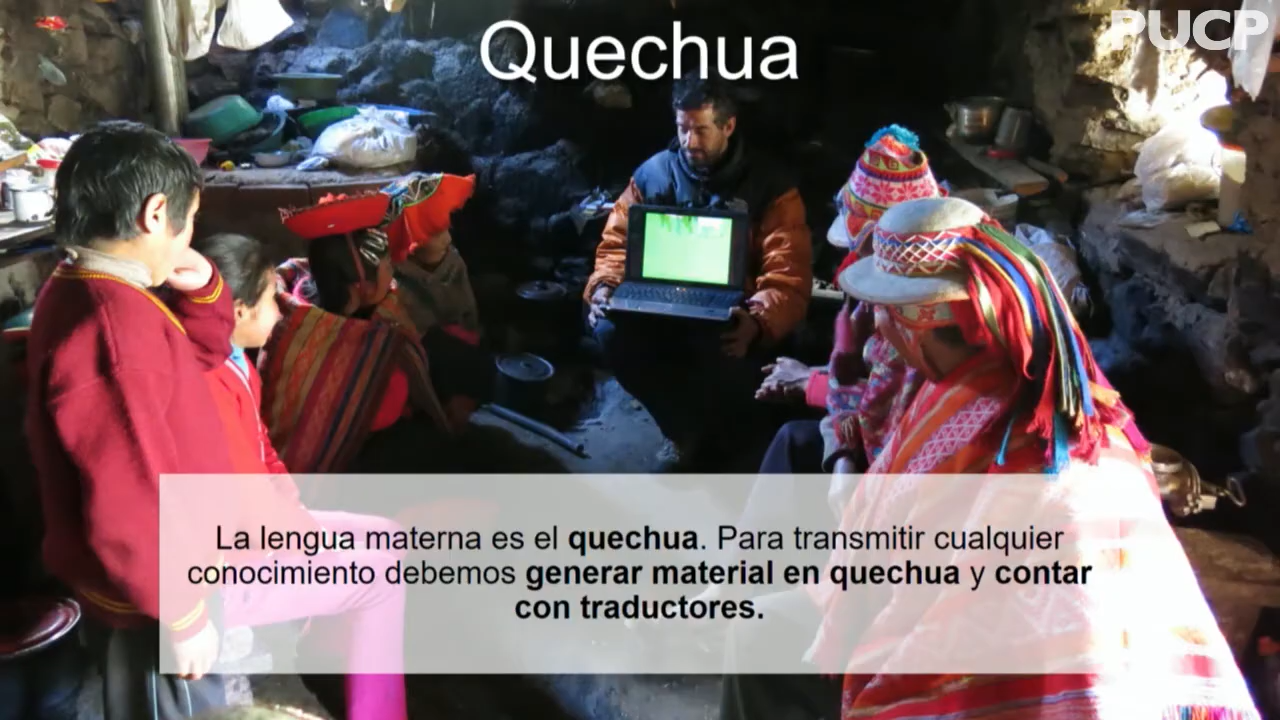 PUCP
Quechua
La lengua materna es el quechua. Para transmitir cualquier
conocimiento debemos generar material en quechua y contar
con traductores.